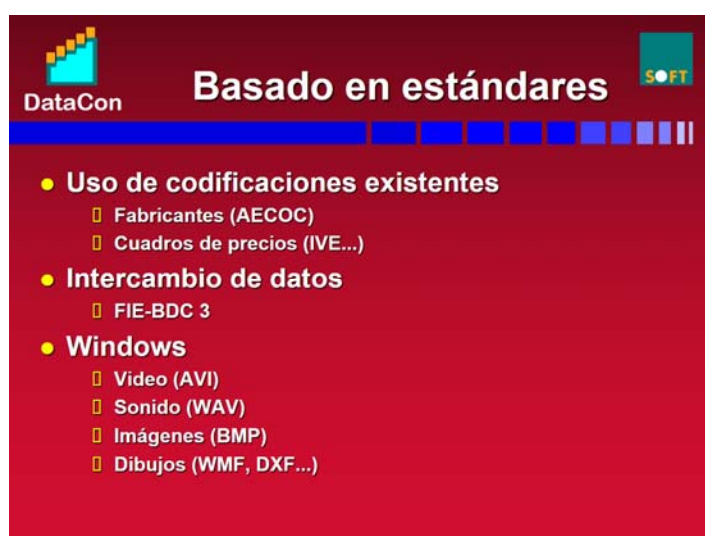 DataCon
Basado en estándares
SOFT
Uso de codificaciones existentes
Fabricantes (AECOC)
Cuadros de precios (IVE...)
Intercambio de datos
FIE-BDC 3
Windows
Video (AVI)
Sonido (WAV)
Imágenes (BMP)
Dibujos (WMF, DXF...)